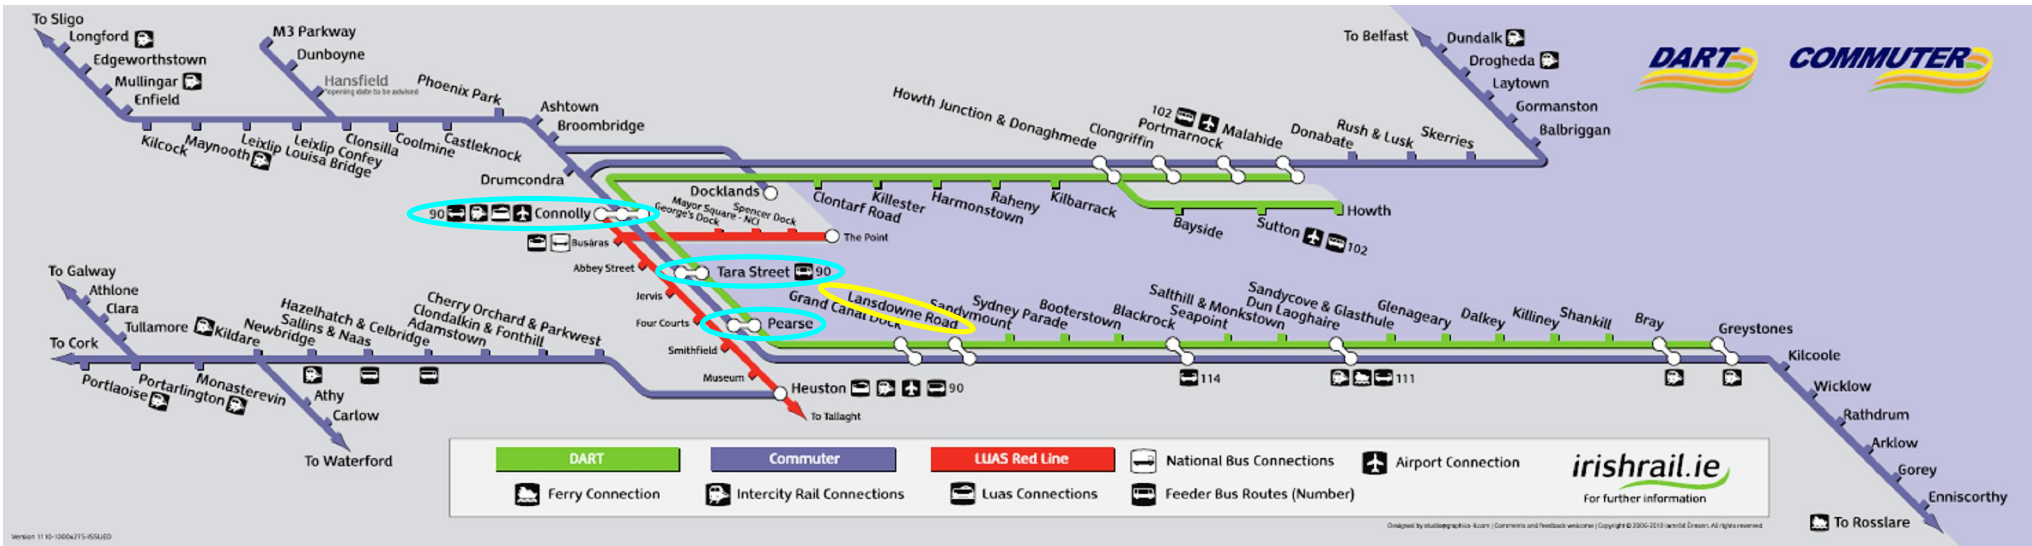 To Sligo
Longford
Edgeworthstown
Mullingar
Enfield
M3 Parkway
Dunboyne
Hansfield
*opening date to be advised
Phoenix Park
Ashtown
Broombridge
Kilcock
Maynooth
Leixlip Louisa Bridge
Leixlip Confey
Clonsilla
Coolmine
Castleknock
Drumcondra
Docklands
90 Connolly
Mayor Square - NCI
Spencer Dock
George's Dock
The Point
Busáras
Abbey Street
Jervis
Four Courts
Smithfield
Museum
Heuston 90
To Tallaght
Tara Street 90
Pearse
Howth Junction & Donaghmede
Clongriffin
102
Portmarnock
Malahide
Donabate
Rush & Lusk
Skerries
To Belfast
Dundalk
Drogheda
Laytown
Gormanston
Balbriggan
DART
COMMUTER
Clontarf Road
Killester
Harmonstown
Raheny
Kilbarrack
Howth
Bayside
Sutton 102
Grand Canal Dock
Lansdowne Road
Sandymount
Sydney Parade
Booterstown
Blackrock
Seapoint
Salthill & Monkstown
Dun Laoghaire
Sandycove & Glasthule
Glenageary
Dalkey
Killiney
Shankill
Bray
Greystones
114
111
Kilcoole
Wicklow
Rathdrum
Arklow
Gorey
Enniscorthy
To Rosslare
To Galway
Athlone
Clara
Tullamore
To Cork
Portlaoise
Portarlington
Monasterevin
Kildare
Newbridge
Sallins & Naas
Hazelhatch & Celbridge
Adamstown
Clondalkin & Fonthill
Cherry Orchard & Parkwest
Athy
Carlow
To Waterford
DART
Commuter
LUAS Red Line
National Bus Connections
Airport Connection
Ferry Connection
Intercity Rail Connections
Luas Connections
Feeder Bus Routes (Number)
irishrail.ie
For further information